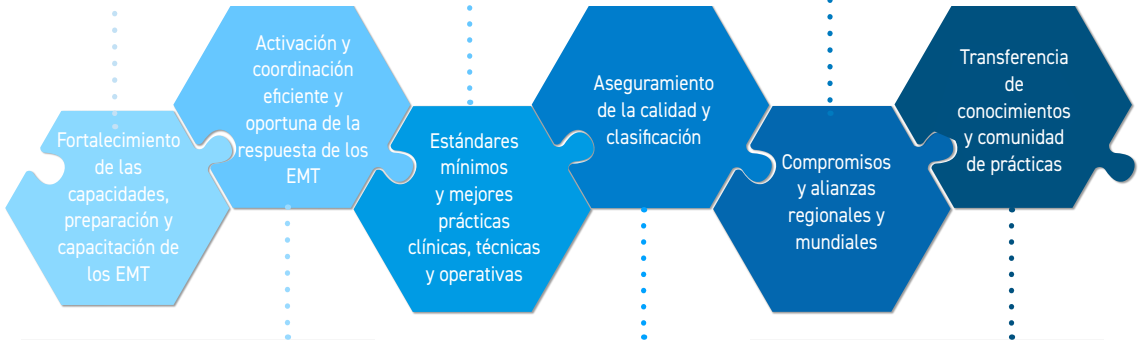 Fortalecimiento
de las
capacidades,
preparación y
capacitación de
los EMT
Activación y
coordinación
eficiente y
oportuna de la
respuesta de los
EMT
Estándares
mínimos
y mejores
prácticas
clínicas, técnicas
y operativas
Aseguramiento
de la calidad y
clasificación
Compromisos
y alianzas
regionales y
mundiales
Transferencia
de
conocimientos
y comunidad
de prácticas